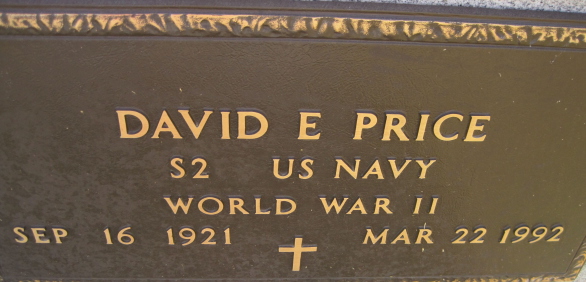 DAVID E PRICE
S2 US NAVY
WORLD WAR II
SEP 16 1921 MAR 22 1992